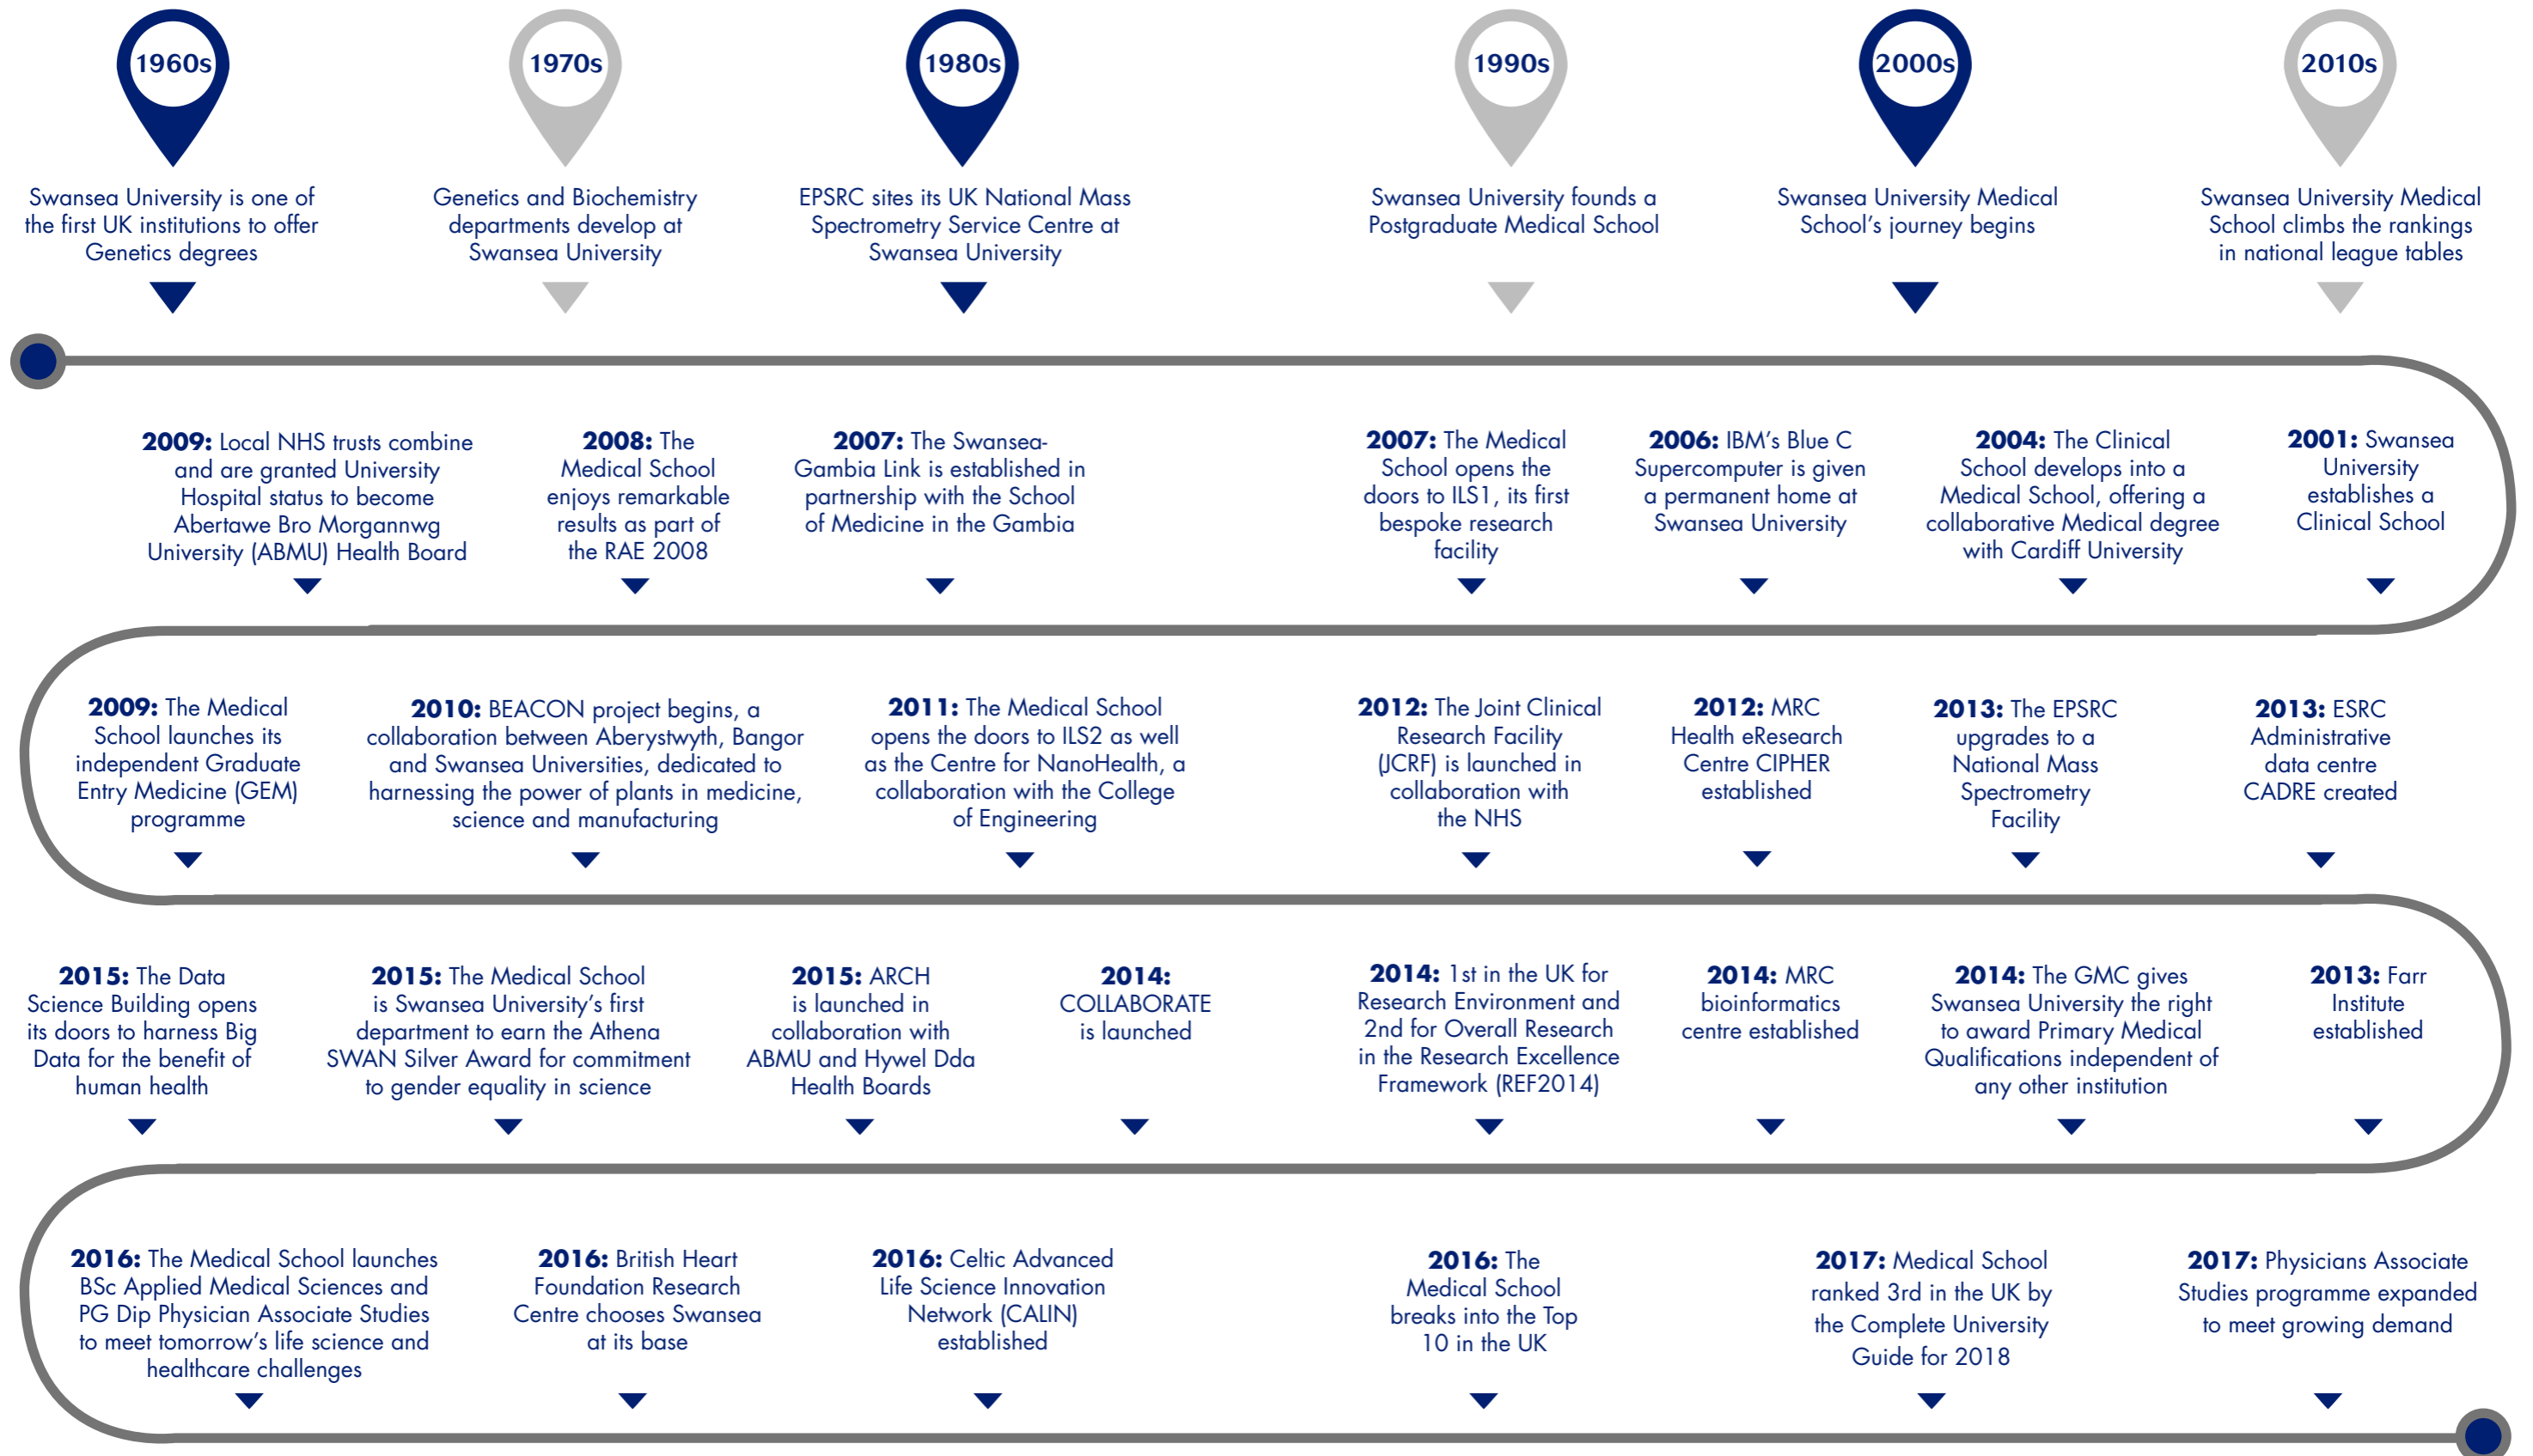 1960s
Swansea University is one of
the first UK institutions to offer
Genetics degrees
1970s
Genetics and Biochemistry
departments develop at
Swansea University
1980s
EPSRC sites its UK National Mass
Spectrometry Service Centre at
Swansea University
1990s
Swansea University founds a
Postgraduate Medical School
2000s
Swansea University Medical
School's journey begins
2010s
Swansea University Medical
School climbs the rankings
in national league tables
2001: Swansea
University
establishes a
Clinical School
2004: The Clinical
School develops into a
Medical School, offering a
collaborative Medical degree
with Cardiff University
2006: IBM's Blue C
Supercomputer is given
a permanent home at
Swansea University
2007: The Medical
School opens the
doors to ILS1, its first
bespoke research
facility
2007: The Swansea-
Gambia Link is established in
partnership with the School
of Medicine in the Gambia
2008: The
Medical School
enjoys remarkable
results as part of
the RAE 2008
2009: Local NHS trusts combine
and are granted University
Hospital status to become
Abertawe Bro Morgannwg
University (ABMU) Health Board
2009: The Medical
School launches its
independent Graduate
Entry Medicine (GEM)
programme
2010: BEACON project begins, a
collaboration between Aberystwyth, Bangor
and Swansea Universities, dedicated to
harnessing the power of plants in medicine,
science and manufacturing
2011: The Medical School
opens the doors to ILS2 as well
as the Centre for NanoHealth, a
collaboration with the College
of Engineering
2012: The Joint Clinical
Research Facility
(JCRF) is launched in
collaboration with
the NHS
2012: MRC
Health eResearch
Centre CIPHER
established
2013: The EPSRC
upgrades to a
National Mass
Spectrometry
Facility
2013: ESRC
Administrative
data centre
CADRE created
2013: Farr
Institute
established
2014: The GMC gives
Swansea University the right
to award Primary Medical
Qualifications independent of
any other institution
2014: MRC
bioinformatics
centre established
2014: 1st in the UK for
Research Environment and
2nd for Overall Research
in the Research Excellence
Framework (REF2014)
2014:
COLLABORATE
is launched
2015: ARCH
is launched in
collaboration with
ABMU and Hywel Dda
Health Boards
2015: The Medical School
is Swansea University's first
department to earn the Athena
SWAN Silver Award for commitment
to gender equality in science
2015: The Data
Science Building opens
its doors to harness Big
Data for the benefit of
human health
2016: The Medical School launches
BSc Applied Medical Sciences and
PG Dip Physician Associate Studies
to meet tomorrow's life science and
healthcare challenges
2016: British Heart
Foundation Research
Centre chooses Swansea
at its base
2016: Celtic Advanced
Life Science Innovation
Network (CALIN)
established
2016: The
Medical School
breaks into the Top
10 in the UK
2017: Medical School
ranked 3rd in the UK by
the Complete University
Guide for 2018
2017: Physicians Associate
Studies programme expanded
to meet growing demand